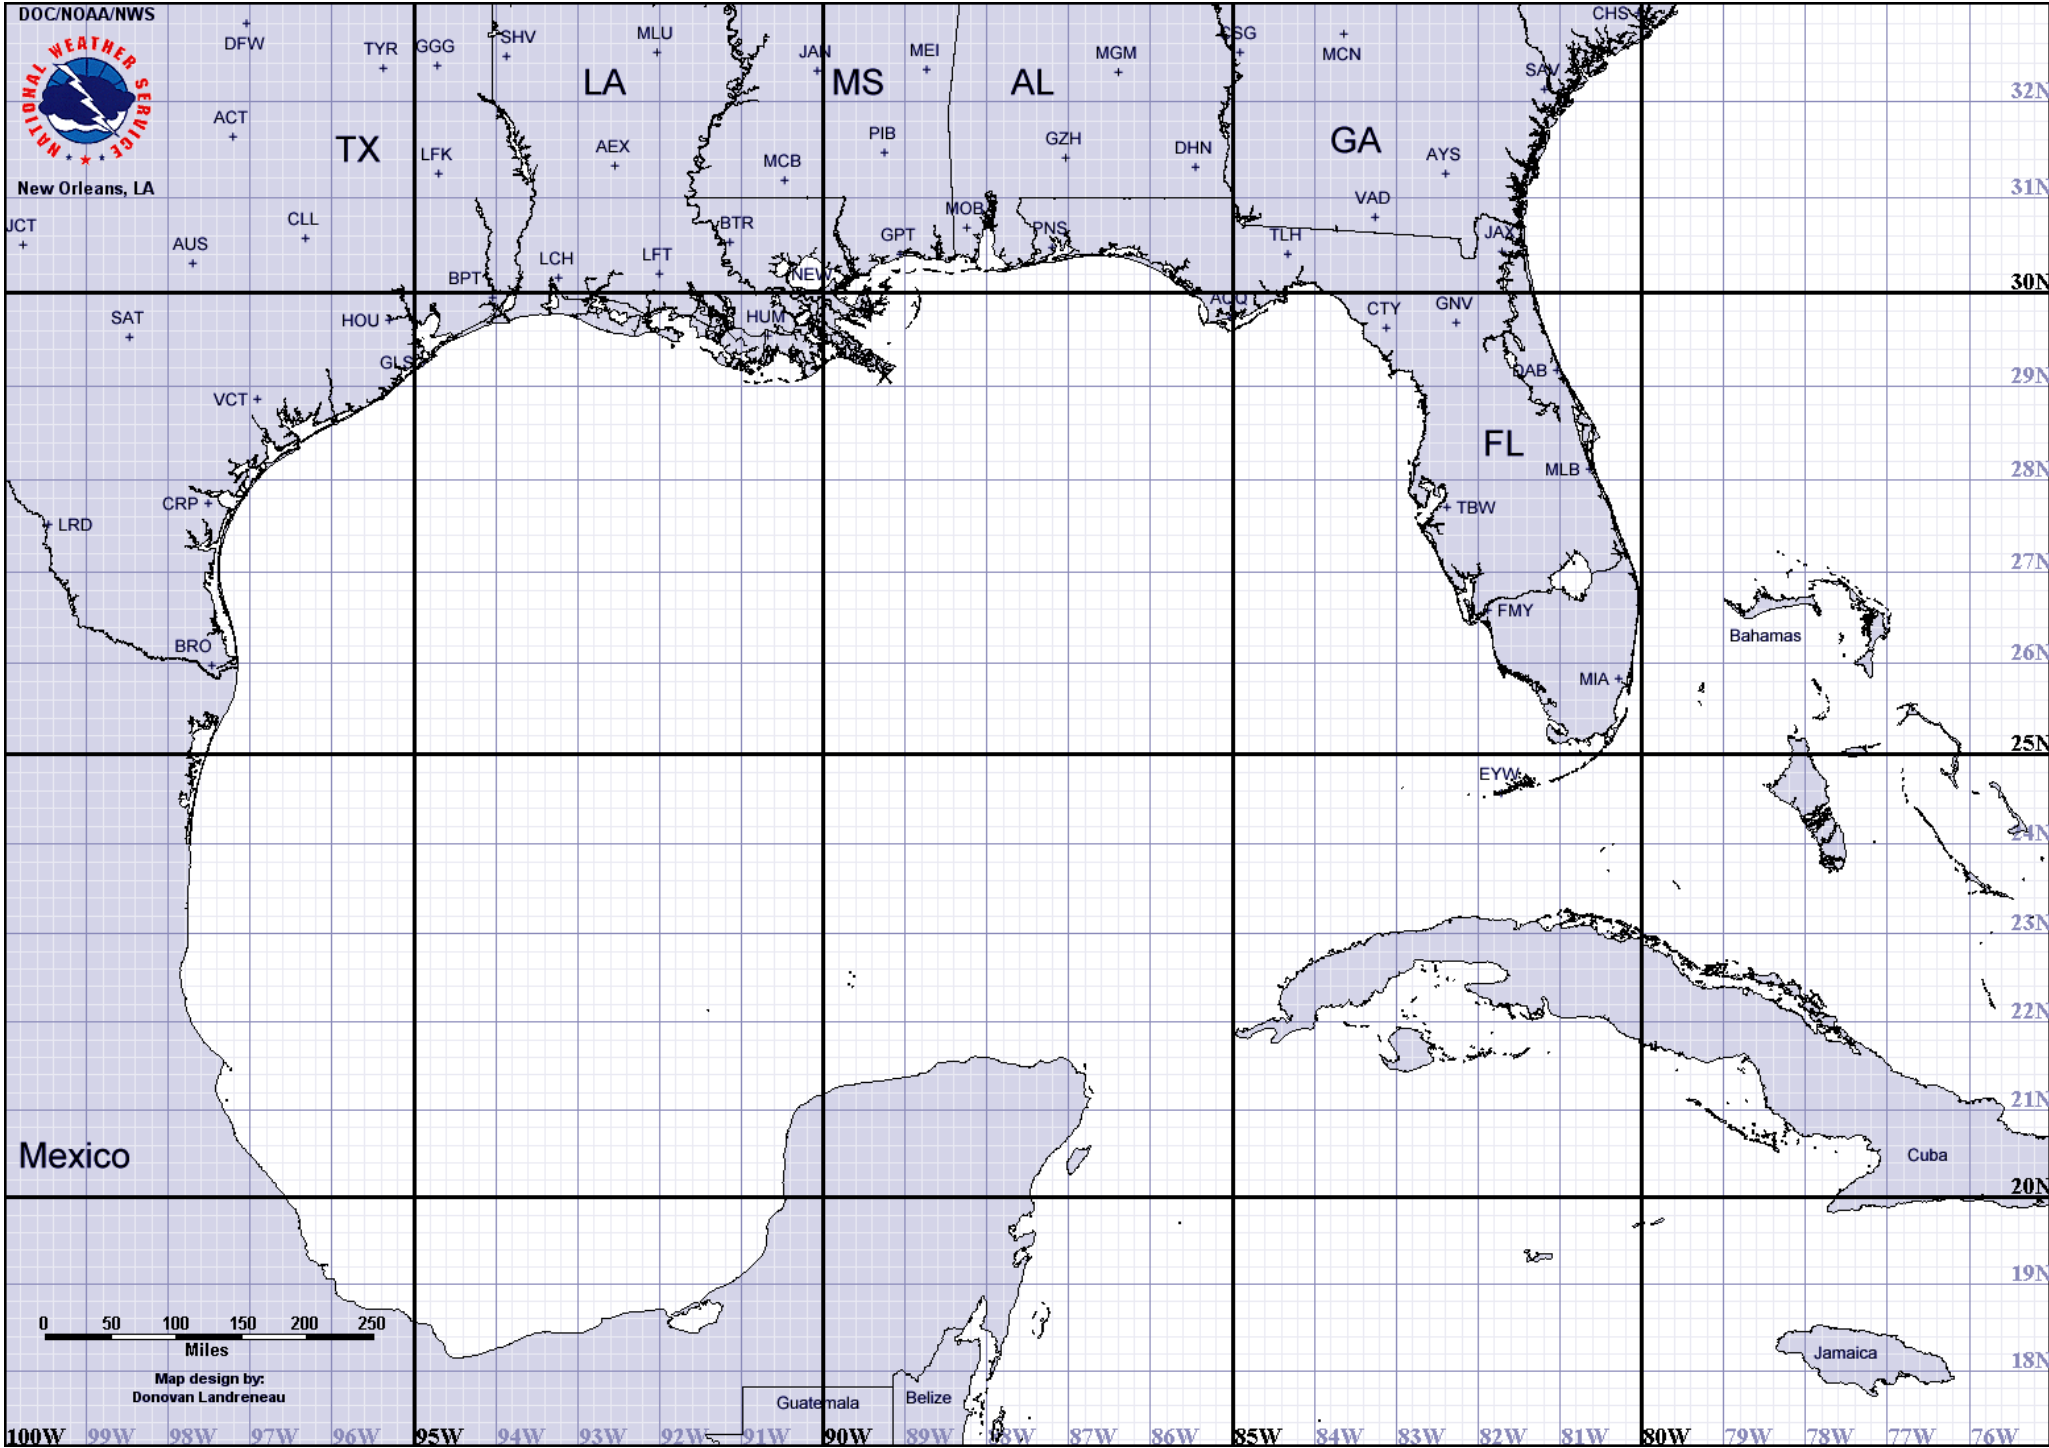 DOC/NOAA/NWS
NATIONAL WEATHER SERVICE
New Orleans, LA
DFW
TYR
GGG
SHV
MLU
JAN
MEI
MGM
MCN
CHS
SAV
LA
MS
AL
32N
ACT
TX
LFK
AEX
MCB
PIB
GZH
DHN
GA
AYS
31N
VAD
JCT
AUS
CLL
BPT
LCH
LFT
BTR
NEW
GPT
MOB
PNS
TLH
JAX
30N
SAT
HOU
HUM
CTY
GNV
GLS
DAB
29N
VCT
FL
MLB
28N
CRP
LRD
TBW
27N
FMY
BRO
Bahamas
26N
MIA
25N
EYW
24N
23N
22N
21N
Mexico
Cuba
20N
19N
0 50 100 150 200 250
Miles
Jamaica
18N
Map design by:
Donovan Landreneau
Guatemala
Belize
100W 99W 98W 97W 96W 95W 94W 93W 92W 91W 90W 89W 88W 87W 86W 85W 84W 83W 82W 81W 80W 79W 78W 77W 76W